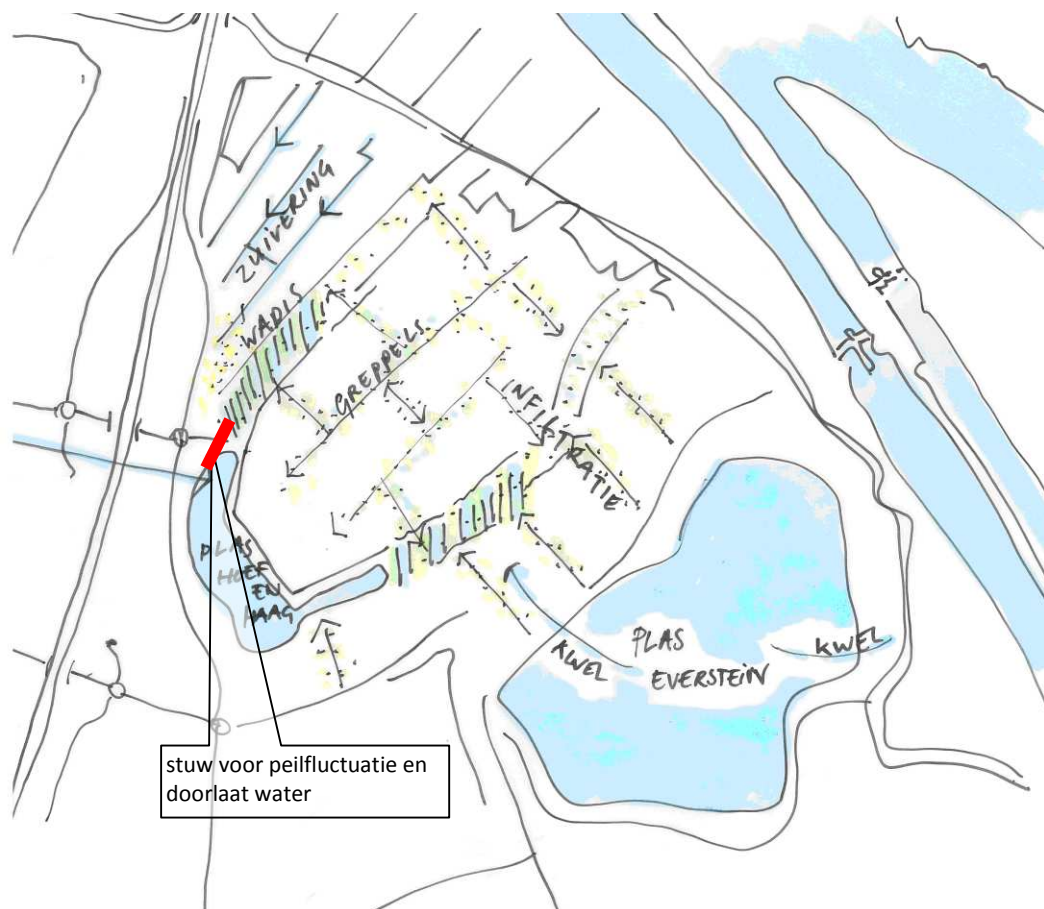 ZUIVERING
WADIS
GREPPELS
INFILTRATIE
PLAS
HOEF
EN
HAAG
KWEL
PLAS
EVERSTEIN
KWEL
stuw voor peilfluctuatie en
doorlaat water